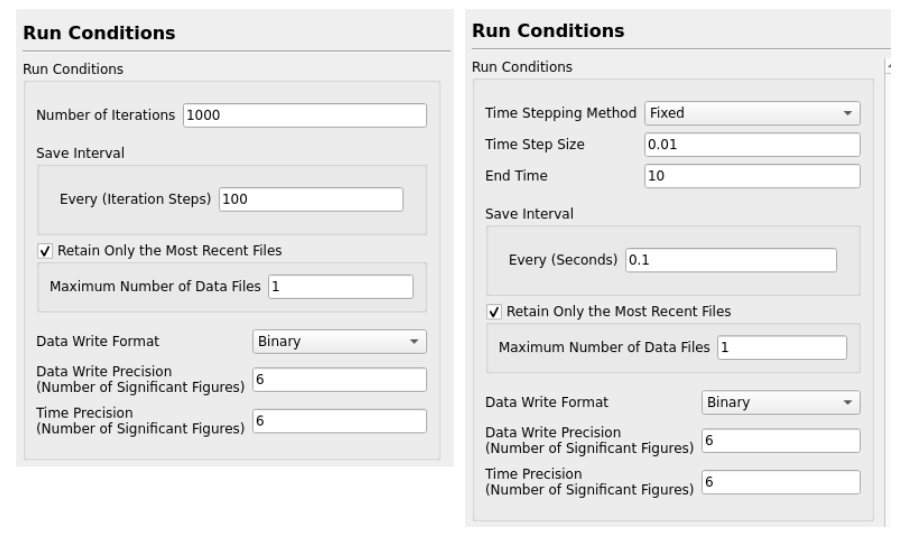 Run Conditions
Run Conditions
Number of Iterations 1000
Save Interval
Every (Iteration Steps) 100
Retain Only the Most Recent Files
Maximum Number of Data Files 1
Data Write Format Binary
Data Write Precision
(Number of Significant Figures) 6
Time Precision
(Number of Significant Figures) 6
Run Conditions
Run Conditions
Time Stepping Method Fixed
Time Step Size 0.01
End Time 10
Save Interval
Every (Seconds) 0.1
Retain Only the Most Recent Files
Maximum Number of Data Files 1
Data Write Format Binary
Data Write Precision
(Number of Significant Figures) 6
Time Precision
(Number of Significant Figures) 6